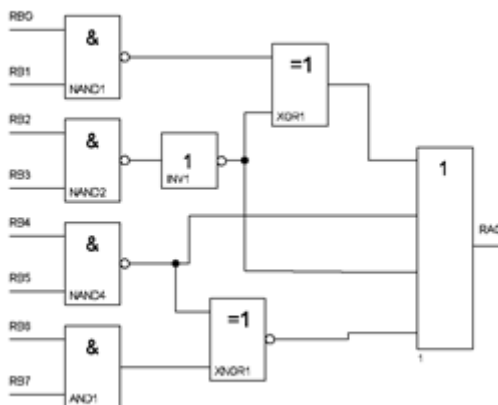 RB0
&
RB1
NAND1
=1
XOR1
RB2
&
RB3
NAND2
1
INV1
1
RA0
RB4
&
RB5
NAND4
RB6
&
RB7
AND1
=1
XNOR1
1